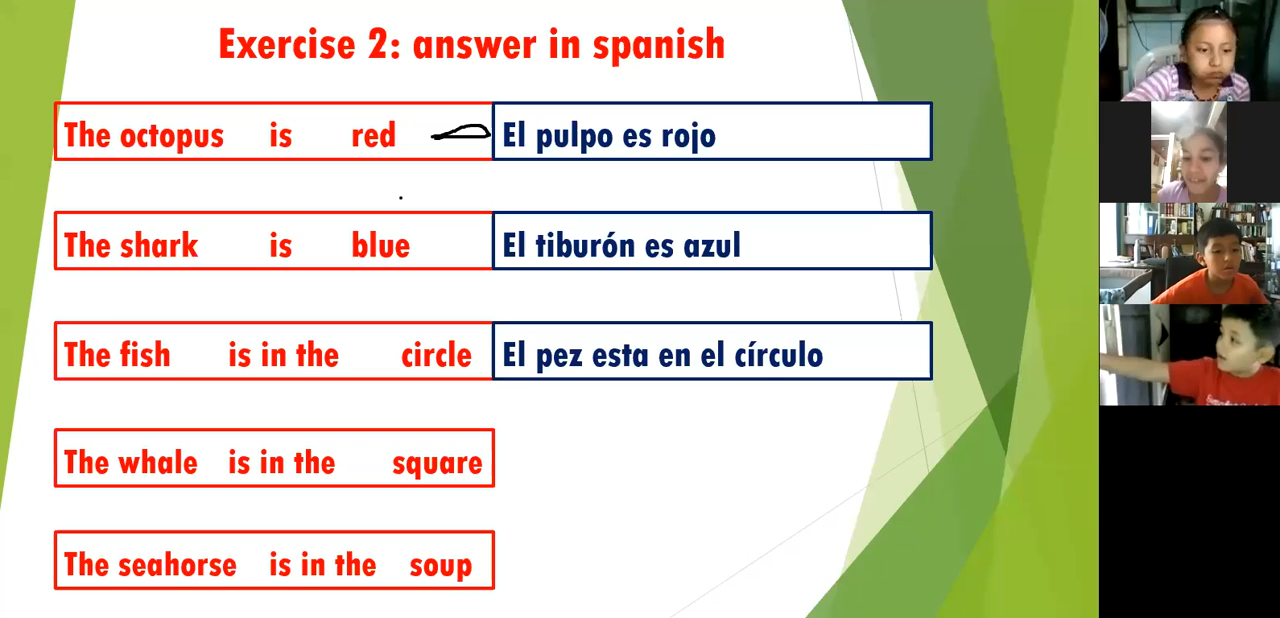 Exercise 2: answer in spanish
The octopus is red El pulpo es rojo
The shark is blue El tiburón es azul
The fish is in the circle El pez esta en el círculo
The whale is in the square
The seahorse is in the soup